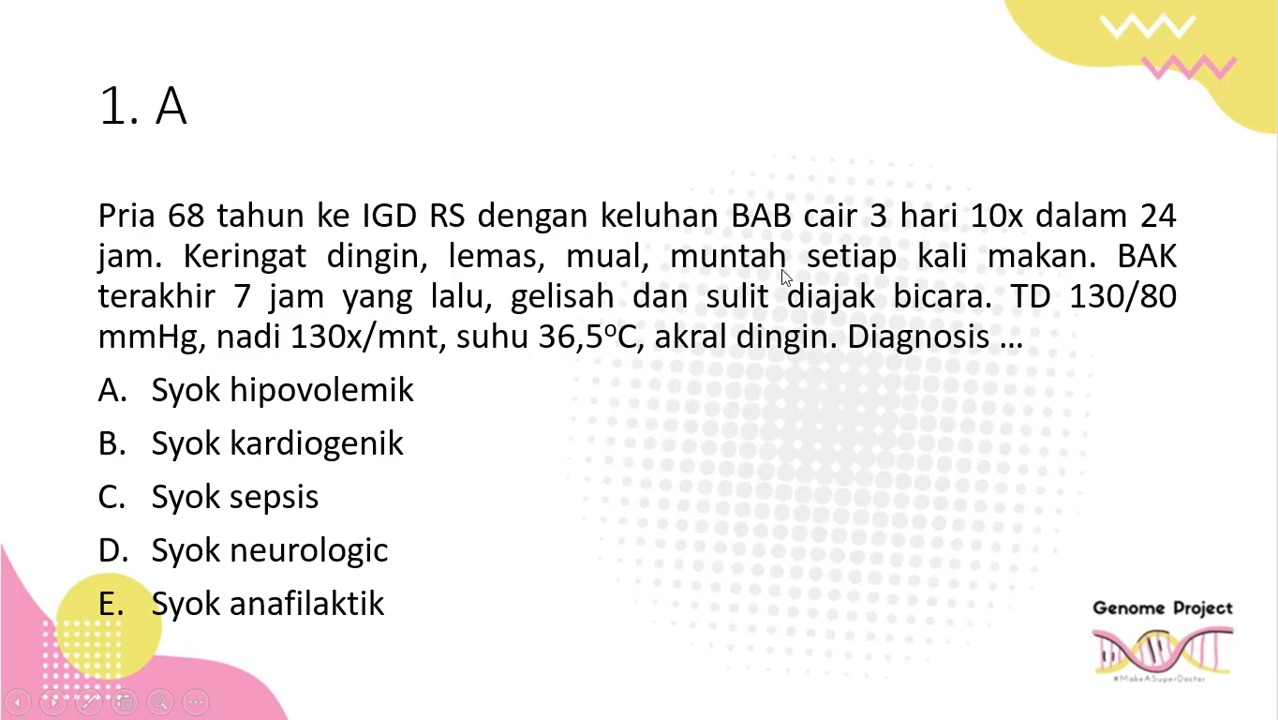 1. A
Pria 68 tahun ke IGD RS dengan keluhan BAB cair 3 hari 10x dalam 24
jam. Keringat dingin, lemas, mual, muntah setiap kali makan. BAK
terakhir 7 jam yang lalu, gelisah dan sulit diajak bicara. TD 130/80
mmHg, nadi 130x/mnt, suhu 36,5ºC, akral dingin. Diagnosis ...
A. Syok hipovolemik
B. Syok kardiogenik
C. Syok sepsis
D. Syok neurologic
E. Syok anafilaktik
Genome Project
#MakeASuperDoctor